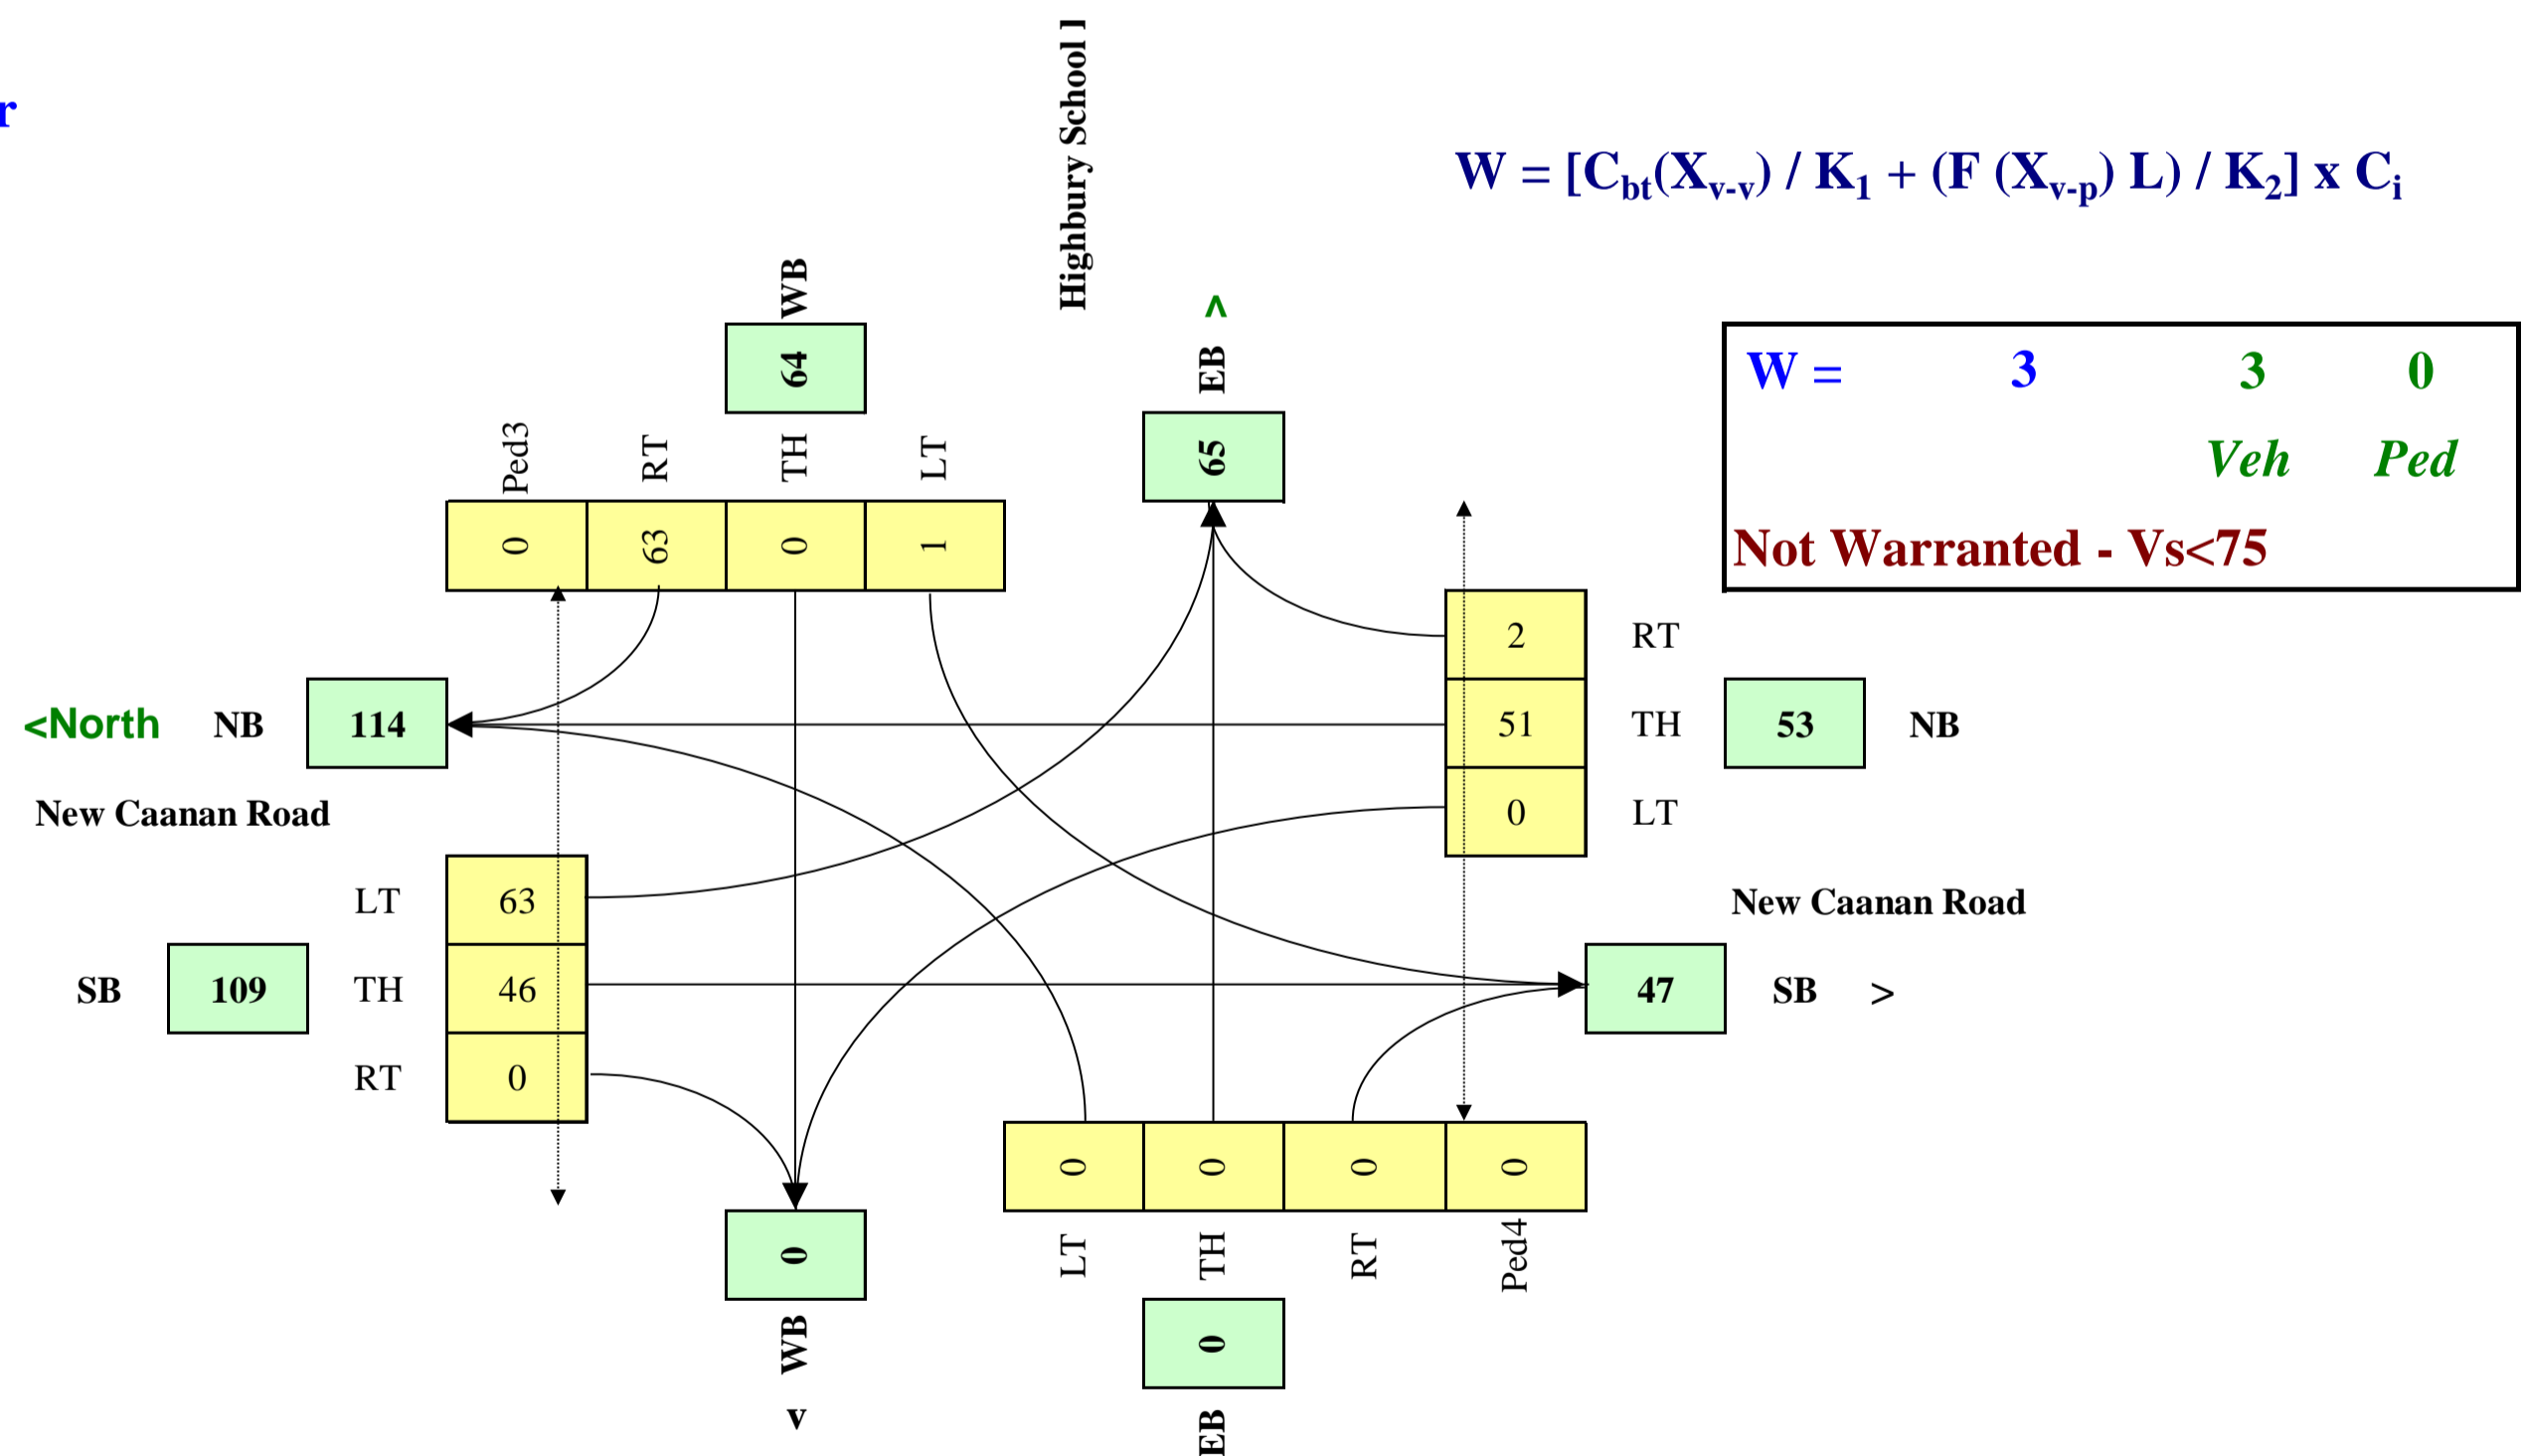 r
Highbury School
W = [Cbt(Xv-v) / K1 + (F (Xv-p) L) / K2] x Ci
WB
64
EB ^
65
W = 3 3 0
Veh Ped
Not Warranted - Vs<75
Ped3 RT TH LT
0 63 0 1
2 RT
<North NB 114
51 TH 53 NB
New Caanan Road
0 LT
LT 63
New Caanan Road
SB 109 TH 46
47 SB >
RT 0
0 0 0 0
LT TH RT Ped4
0
WB
v
0
EB